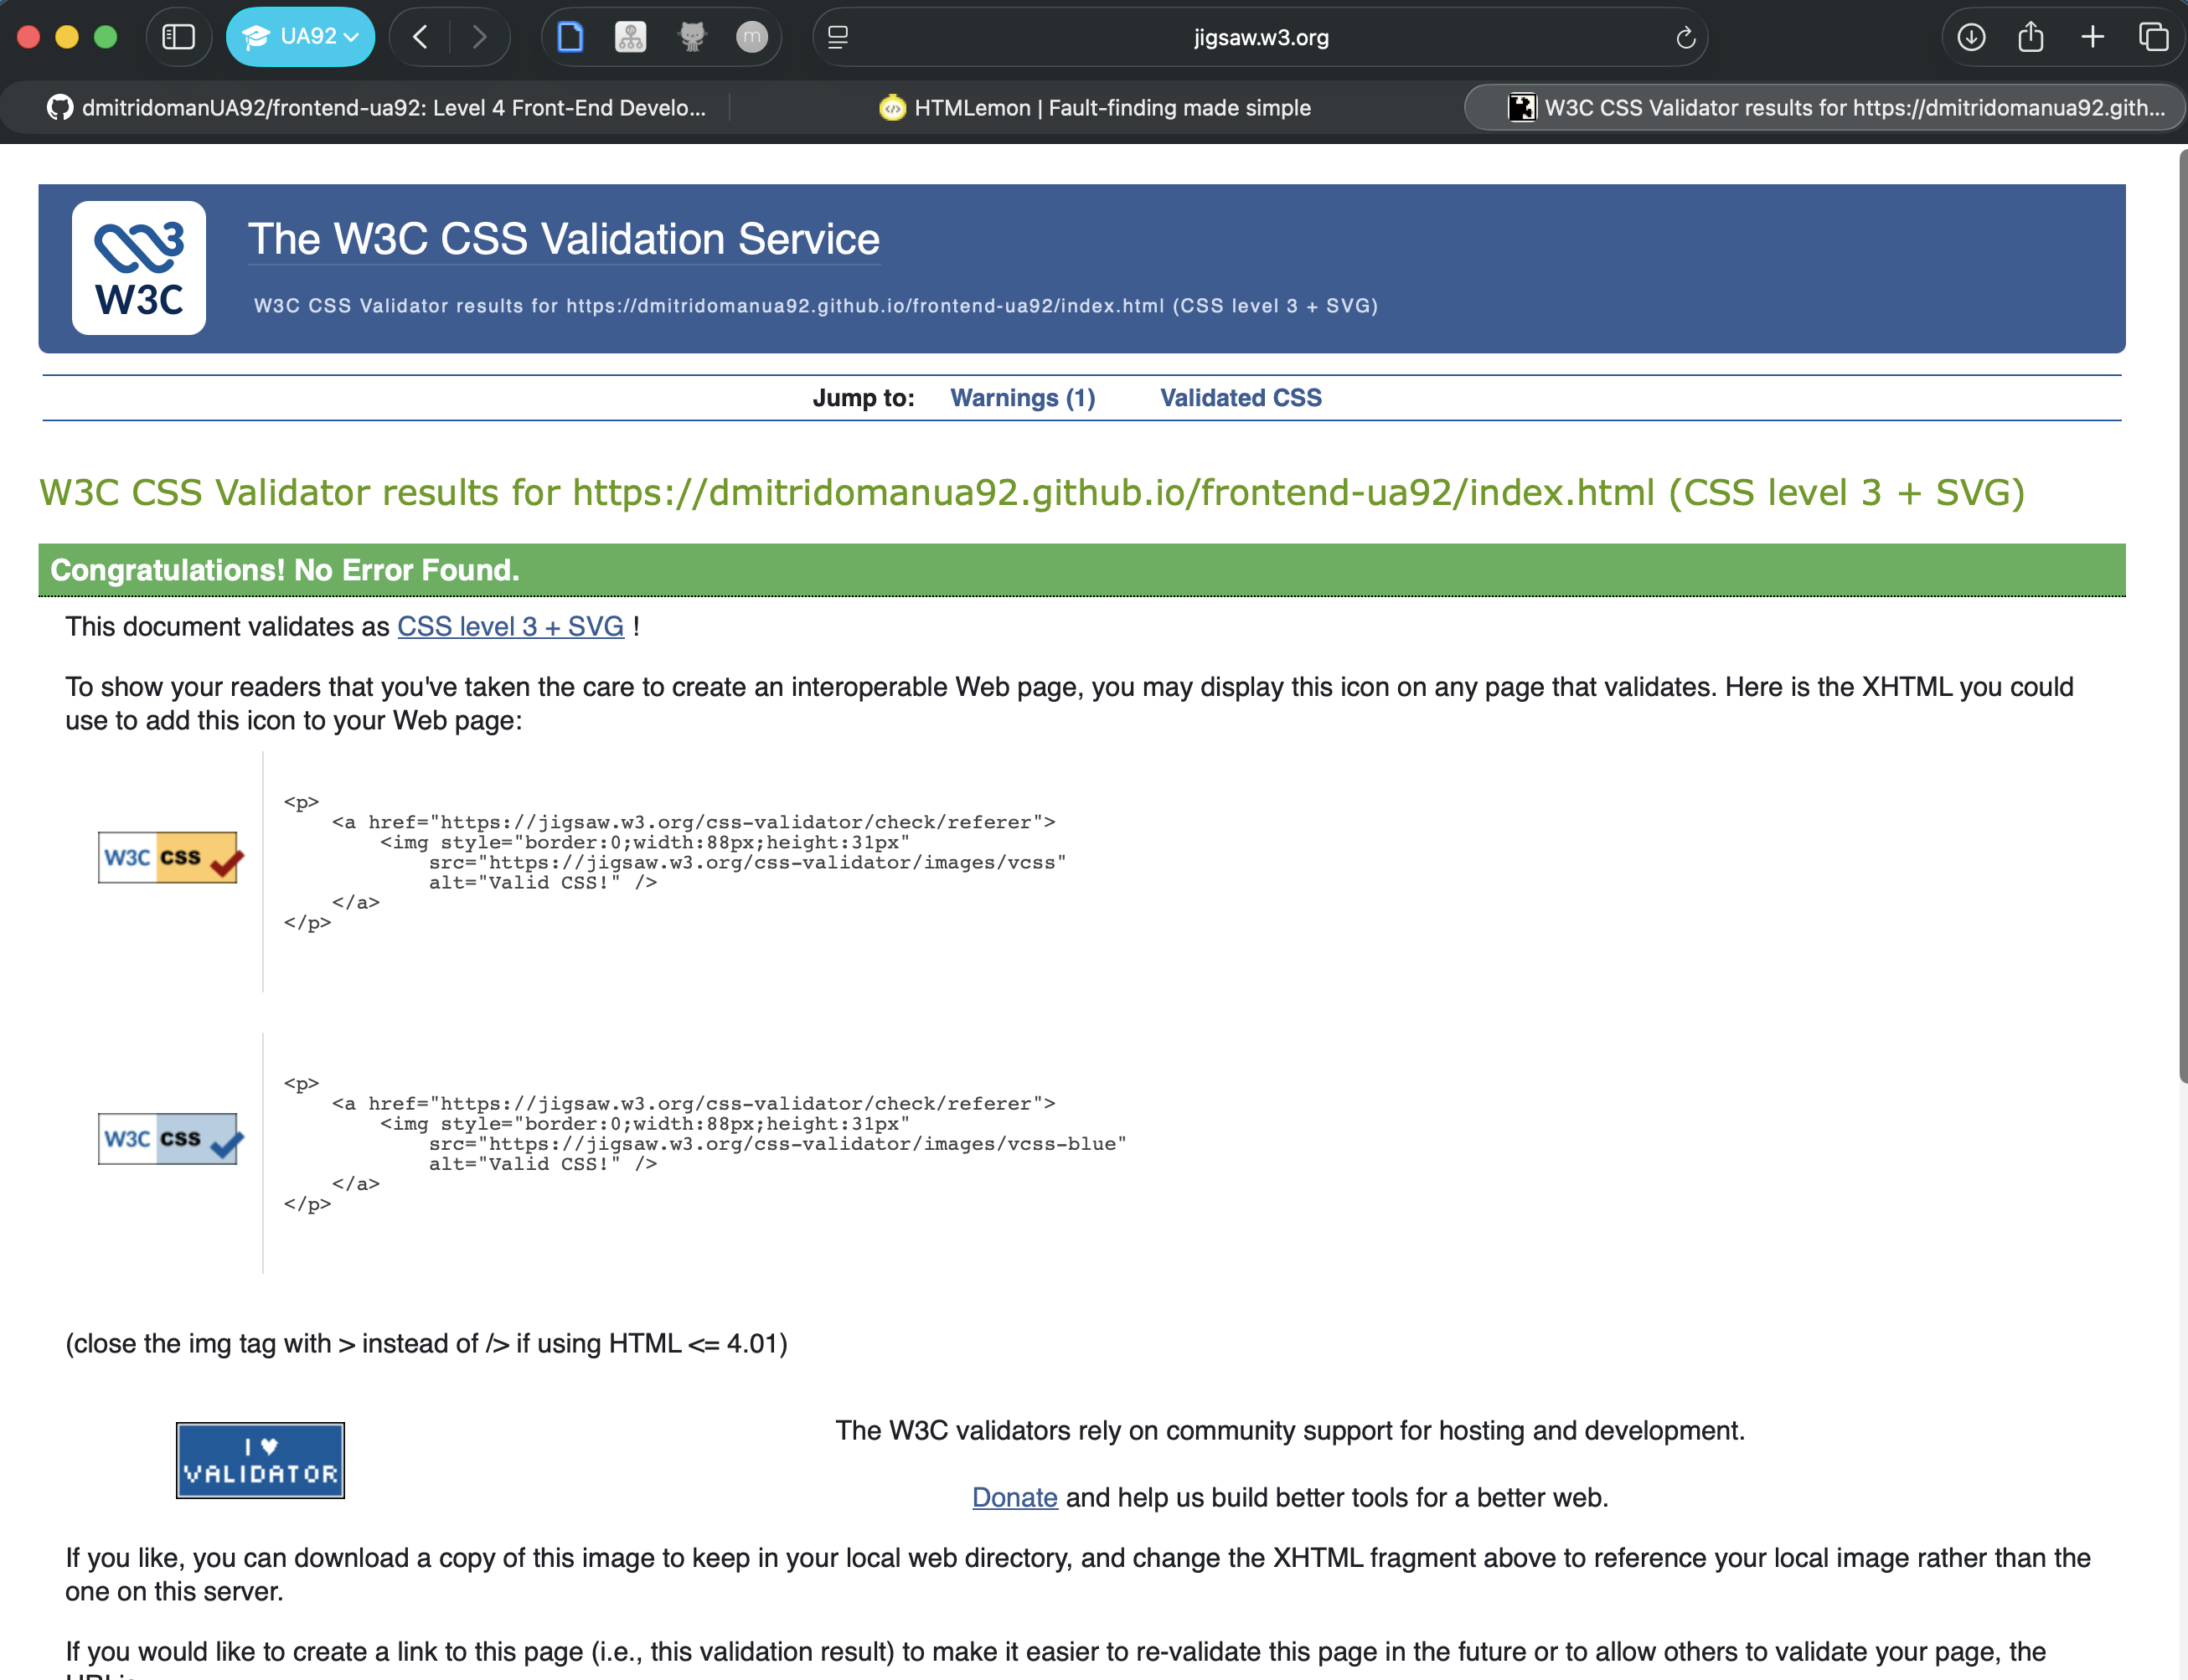 UA92
jigsaw.w3.org
dmitridomanUA92/frontend-ua92: Level 4 Front-End Develo...
HTMLemon | Fault-finding made simple
W3C CSS Validator results for https://dmitridomanua92.gith...
W3C
The W3C CSS Validation Service
W3C CSS Validator results for https://dmitridomanua92.github.io/frontend-ua92/index.html (CSS level 3 + SVG)
Jump to: Warnings (1) Validated CSS
W3C CSS Validator results for https://dmitridomanua92.github.io/frontend-ua92/index.html (CSS level 3 + SVG)
Congratulations! No Error Found.
This document validates as CSS level 3 + SVG !
To show your readers that you've taken the care to create an interoperable Web page, you may display this icon on any page that validates. Here is the XHTML you could
use to add this icon to your Web page:
W3C css
<p>
<a href="https://jigsaw.w3.org/css-validator/check/referer">
<img style="border:0;width:88px;height:31px"
src="https://jigsaw.w3.org/css-validator/images/vcss"
alt="Valid CSS!" />
</a>
</p>
W3C css
<p>
<a href="https://jigsaw.w3.org/css-validator/check/referer">
<img style="border:0;width:88px;height:31px"
src="https://jigsaw.w3.org/css-validator/images/vcss-blue"
alt="Valid CSS!" />
</a>
</p>
(close the img tag with > instead of /> if using HTML <= 4.01)
I ♥
VALIDATOR
The W3C validators rely on community support for hosting and development.
Donate and help us build better tools for a better web.
If you like, you can download a copy of this image to keep in your local web directory, and change the XHTML fragment above to reference your local image rather than the
one on this server.
If you would like to create a link to this page (i.e., this validation result) to make it easier to re-validate this page in the future or to allow others to validate your page, the